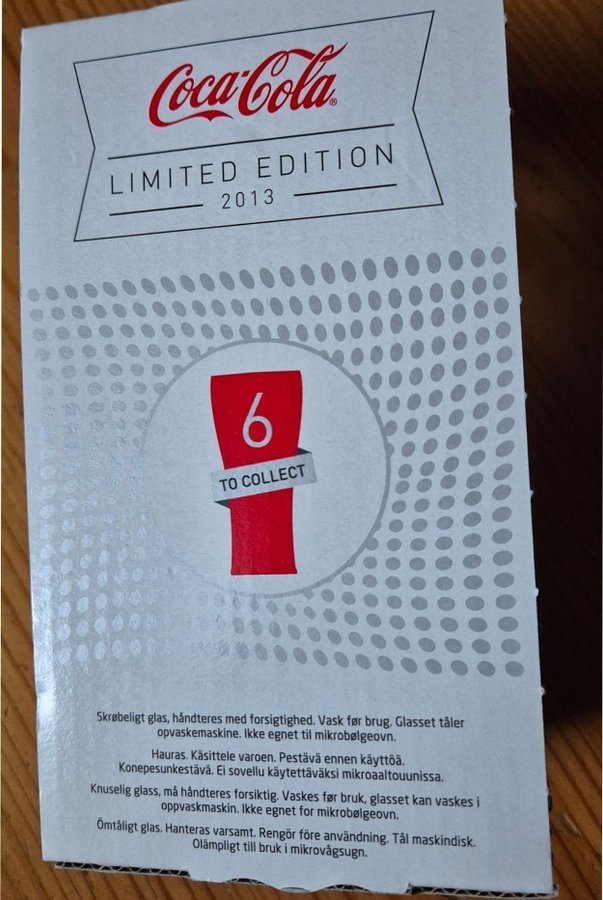 Coca-Cola®
LIMITED EDITION
2013
6
TO COLLECT
Skrøbeligt glas, håndteres med forsigtighed. Vask før brug. Glasset tåler
opvaskemaskine. Ikke egnet til mikrobølgeovn.
Hauras. Käsittele varoen. Pestävä ennen käyttöä.
Konepesunkestävä. Ei sovellu käytettäväksi mikroaaltouunissa.
Knuselig glass, må håndteres forsiktig. Vaskes før bruk, glasset kan vaskes i
oppvaskmaskin. Ikke egnet for mikrobølgeovn.
Ömtåligt glas. Hanteras varsamt. Rengör före användning. Tål maskindisk.
Olämpligt till bruk i mikrovågsugn.